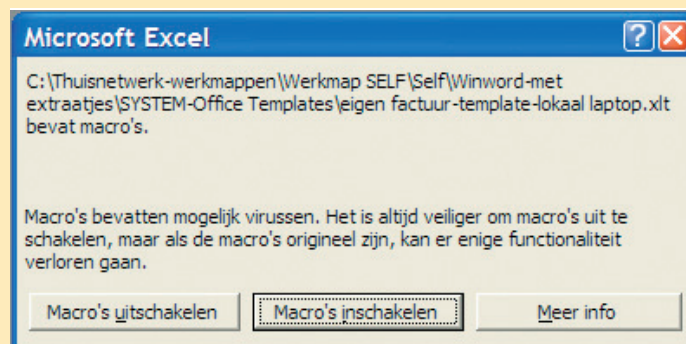 Microsoft Excel
C:\Thuisnetwerk-werkmappen\Werkmap SELF\Self\Winword-met
extraatjes\SYSTEM-Office Templates\eigen factuur-template-lokaal laptop.xlt
bevat macro's.
Macro's bevatten mogelijk virussen. Het is altijd veiliger om macro's uit te
schakelen, maar als de macro's origineel zijn, kan er enige functionaliteit
verloren gaan.
Macro's uitschakelen Macro's inschakelen Meer info